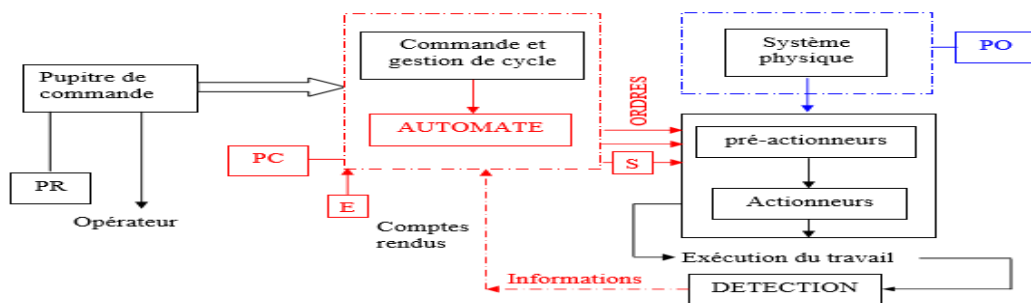 Commande et
gestion de cycle
Système
physique
PO
Pupitre de
commande
ORDRES
AUTOMATE
pré-actionneurs
PC
S
PR
E
Actionneurs
Opérateur
Comptes
rendus
Exécution du travail
Informations
DETECTION